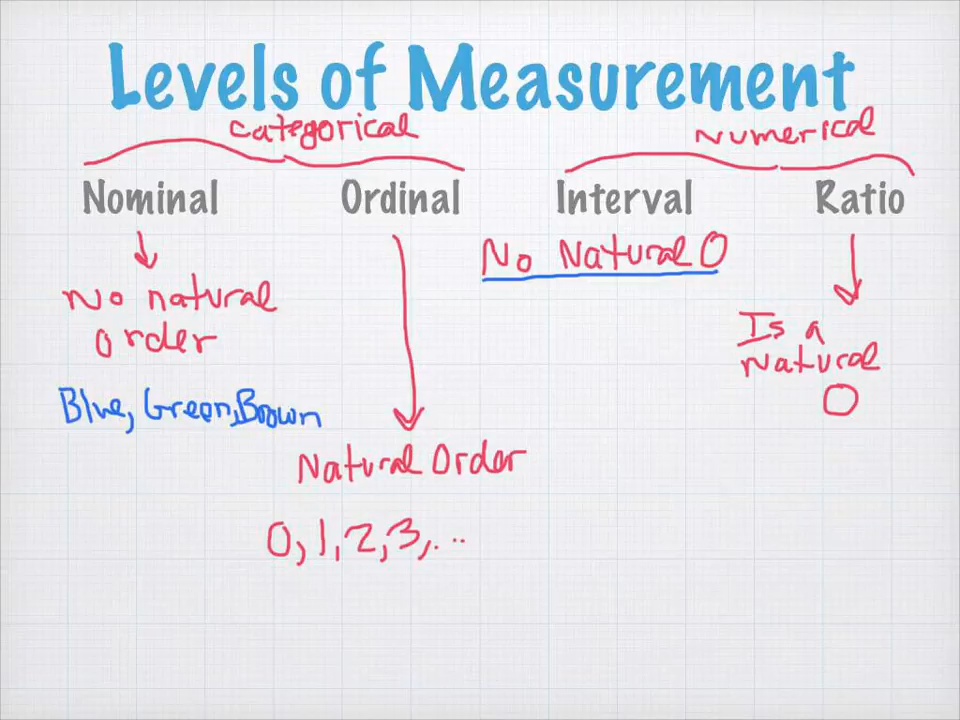 Levels of Measurement
Categorical
Numerical
Nominal
Ordinal
Interval
Ratio
No natural
order
Blue, Green, Brown
Natural Order
0, 1, 2, 3, ...
No Natural 0
Is a
Natural
0